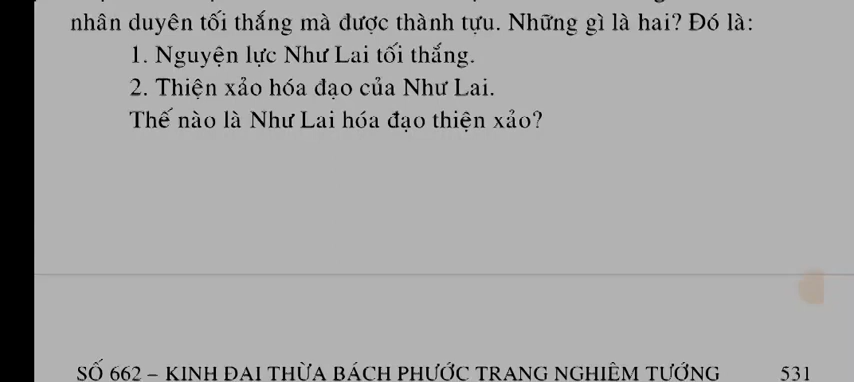 nhân duyên tối thắng mà được thành tựu. Những gì là hai? Đó là:
1. Nguyện lực Như Lai tối thắng.
2. Thiện xảo hóa đạo của Như Lai.
Thế nào là Như Lai hóa đạo thiện xảo?
SỐ 662 – KINH ĐẠI THỪA BÁCH PHƯỚC TRANG NGHIÊM TƯỚNG 531